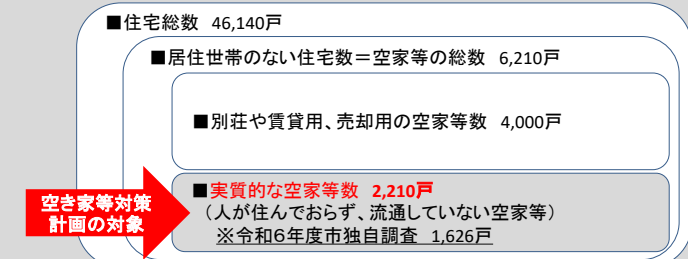 ■住宅総数 46,140戸
■居住世帯のない住宅数＝空家等の総数 6,210戸
■別荘や賃貸用、売却用の空家等数 4,000戸
■実質的な空家等数 2,210戸
（人が住んでおらず、流通していない空家等）
※令和６年度市独自調査 1,626戸
空き家等対策
計画の対象